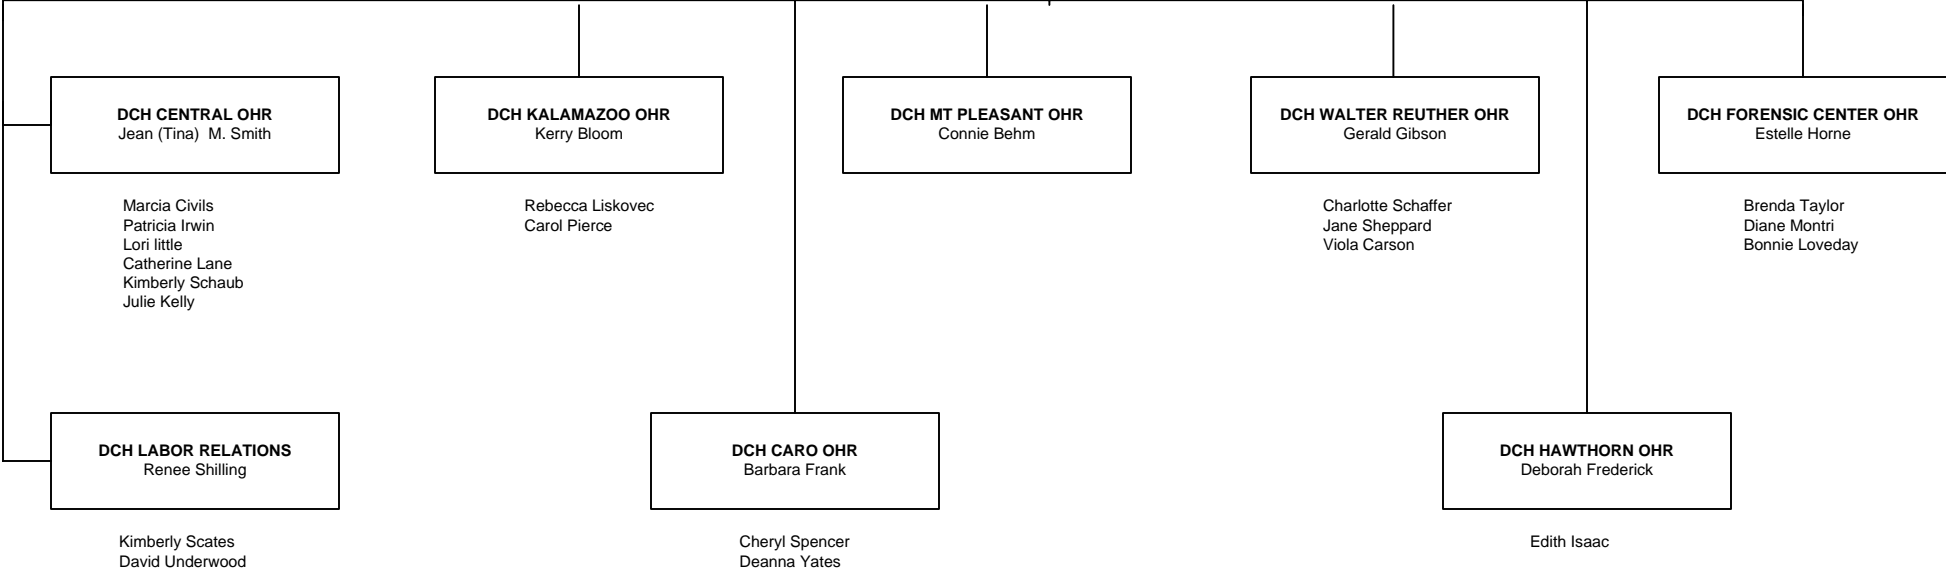 DCH CENTRAL OHR
Jean (Tina)  M. Smith
Marcia Civils
Patricia Irwin
Lori little
Catherine Lane
Kimberly Schaub
Julie Kelly
DCH KALAMAZOO OHR
Kerry Bloom
Rebecca Liskovec
Carol Pierce
DCH MT PLEASANT OHR
Connie Behm
DCH WALTER REUTHER OHR
Gerald Gibson
Charlotte Schaffer
Jane Sheppard
Viola Carson
DCH FORENSIC CENTER OHR
Estelle Horne
Brenda Taylor
Diane Montri
Bonnie Loveday
DCH LABOR RELATIONS
Renee Shilling
Kimberly Scates
David Underwood
DCH CARO OHR
Barbara Frank
Cheryl Spencer
Deanna Yates
DCH HAWTHORN OHR
Deborah Frederick
Edith Isaac